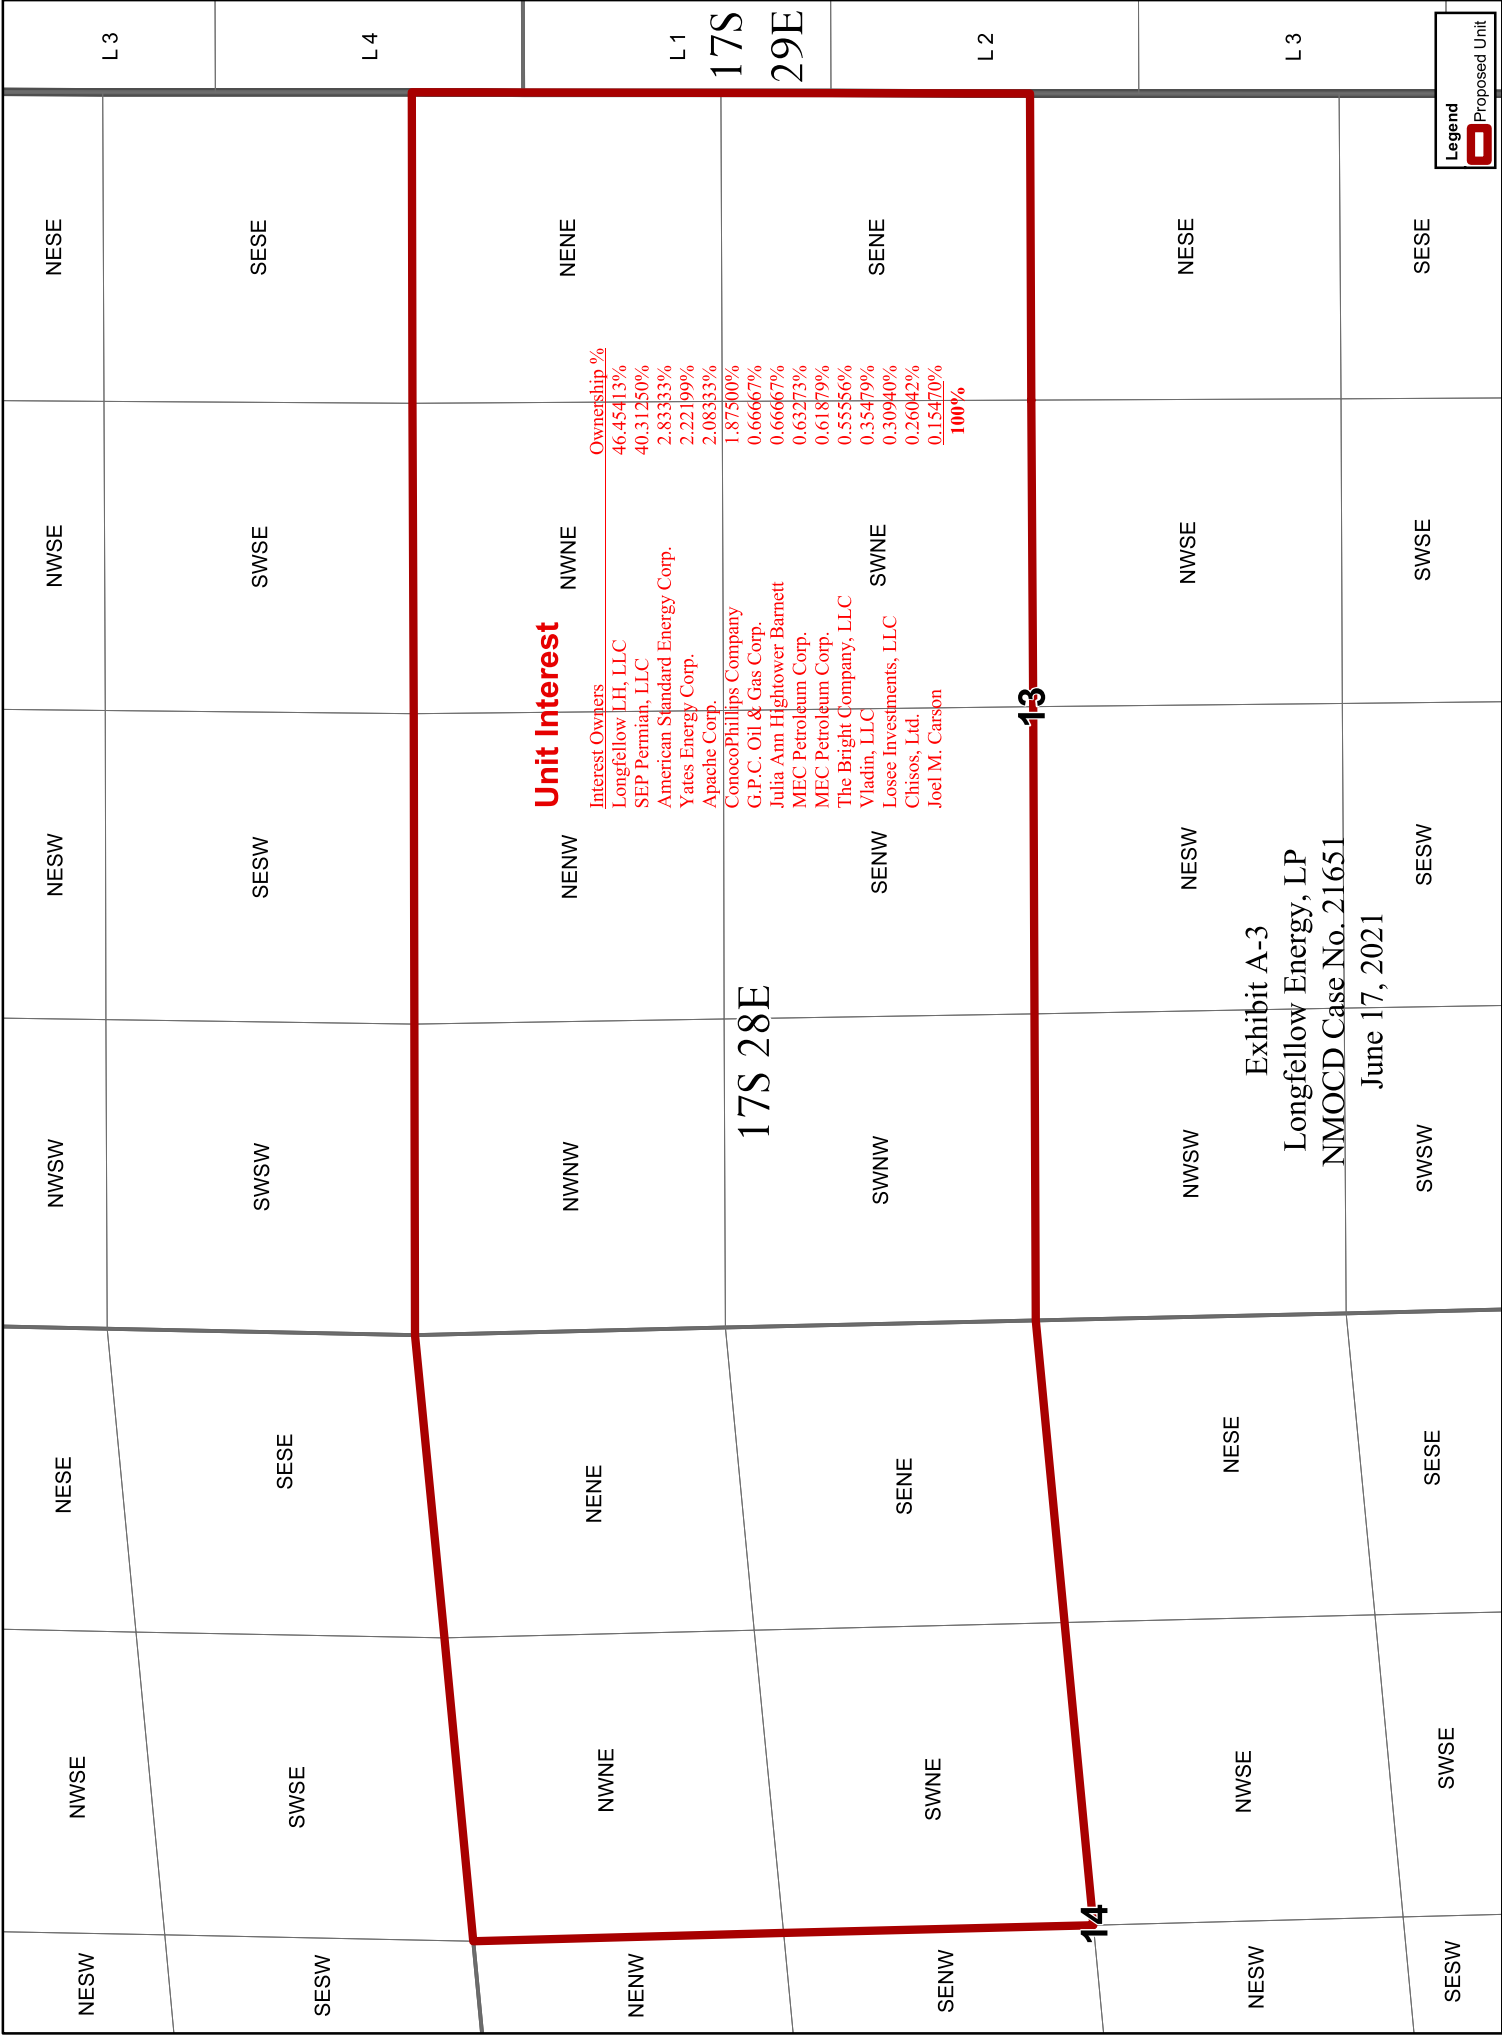 NESW
NWSE
NESE
NWSW
NESW
NWSE
NESE
L 3
SESW
SWSE
SESE
SWSW
SESW
SWSE
SESE
L 4
NENW
NWNE
NENE
NWNW
NENW
NWNE
NENE
L 1
17S
29E
Unit Interest
Interest Owners Ownership %
Longfellow LH, LLC 46.45413%
SEP Permian, LLC 40.31250%
American Standard Energy Corp. 2.83333%
Yates Energy Corp. 2.22199%
Apache Corp. 2.08333%
ConocoPhillips Company 1.87500%
G.P.C. Oil & Gas Corp. 0.66667%
Julia Ann Hightower Barnett 0.66667%
MEC Petroleum Corp. 0.63273%
MEC Petroleum Corp. 0.61879%
The Bright Company, LLC 0.55556%
Vladin, LLC 0.35479%
Losee Investments, LLC 0.30940%
Chisos, Ltd. 0.26042%
Joel M. Carson 0.15470%
100%
17S 28E
SENW
SWNE
SENE
SWNW
SENW
SWNE
SENE
L 2
14
13
NESW
NWSE
NESE
NWSW
NESW
NWSE
NESE
L 3
Exhibit A-3
Longfellow Energy, LP
NMOCD Case No. 21651
June 17, 2021
SESW
SWSE
SESE
SWSW
SESW
SWSE
SESE
Legend
Proposed Unit